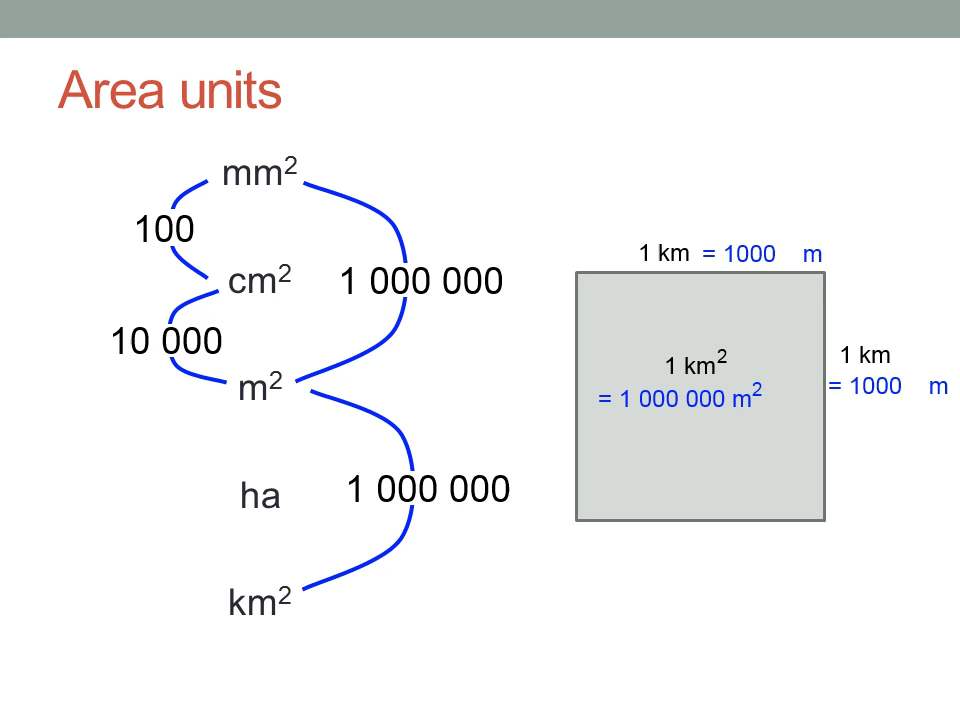 Area units
mm²
100
cm²
1 000 000
10 000
m²
ha
1 000 000
km²
1 km = 1000 m
1 km²
= 1 000 000 m²
1 km
= 1000 m